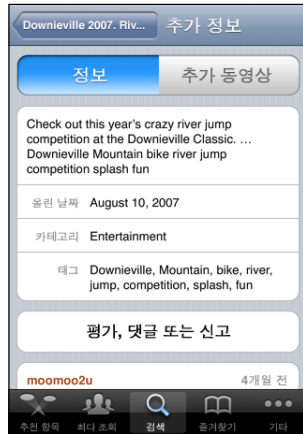 Downieville 2007. Riv... 추가 정보
정보 추가 동영상
Check out this year's crazy river jump
competition at the Downieville Classic. ...
Downieville Mountain bike river jump
competition splash fun
올린 날짜 August 10, 2007
카테고리 Entertainment
태그 Downieville, Mountain, bike, river,
jump, competition, splash, fun
평가, 댓글 또는 신고
moomoo2u 4개월 전
추천 항목 최다 조회 검색 즐겨찾기 기타